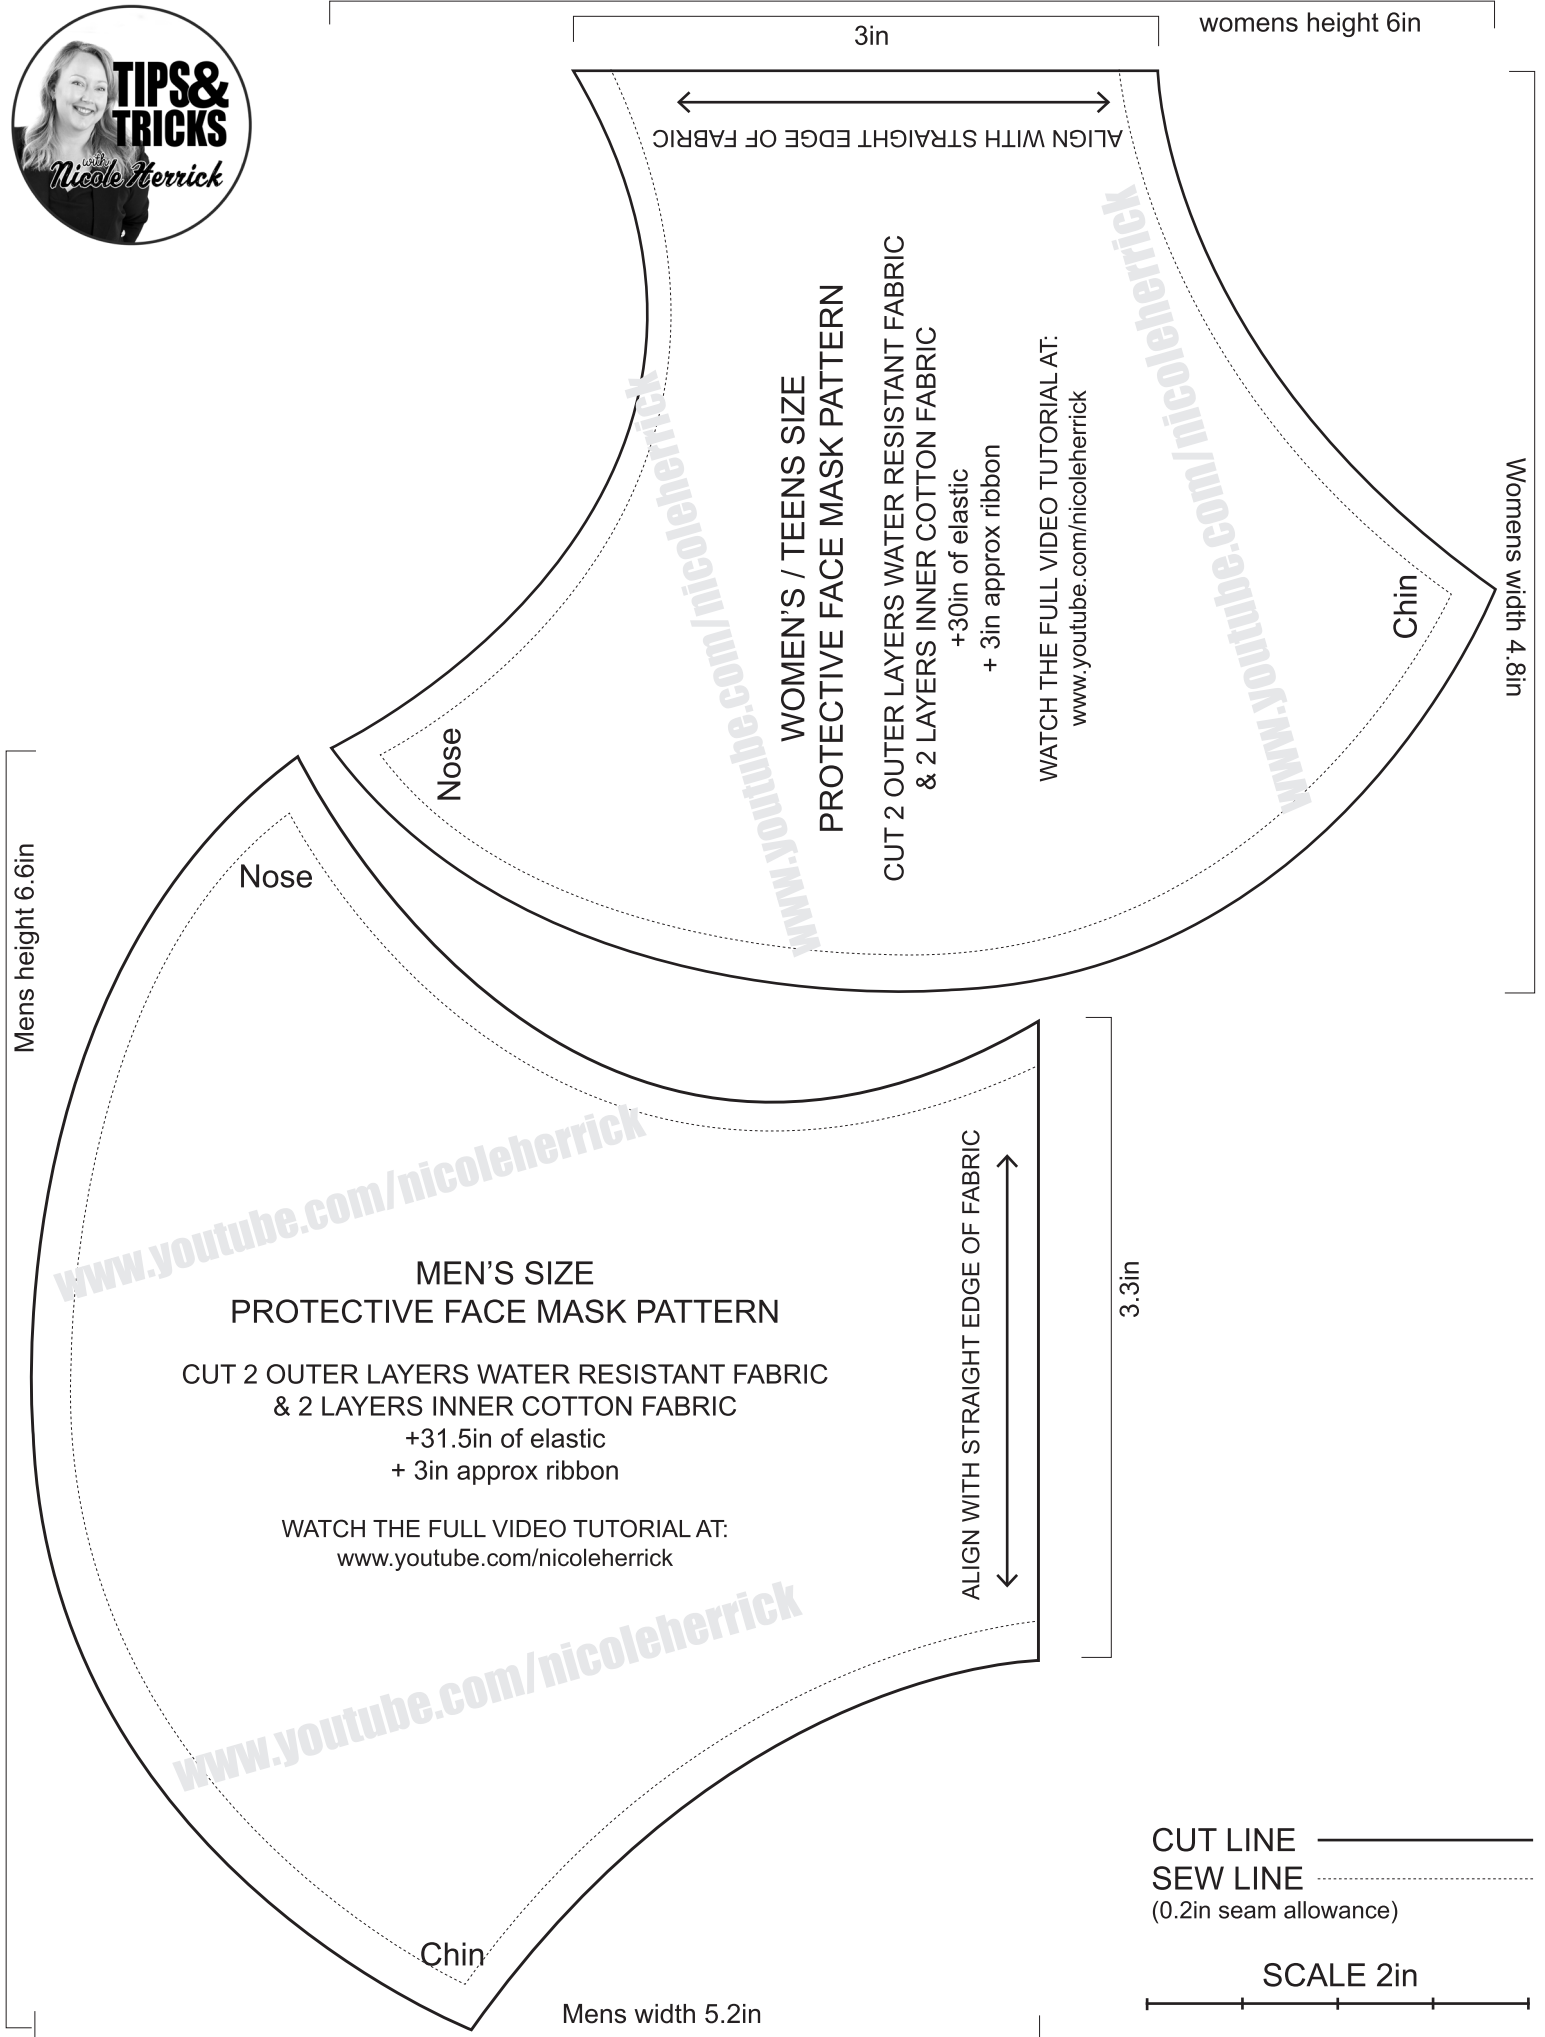 TIPS&
TRICKS
with
Nicole Herrick
womens height 6in
3in
ALIGN WITH STRAIGHT EDGE OF FABRIC
WOMEN'S / TEENS SIZE
PROTECTIVE FACE MASK PATTERN
CUT 2 OUTER LAYERS WATER RESISTANT FABRIC
& 2 LAYERS INNER COTTON FABRIC
+30in of elastic
+ 3in approx ribbon
WATCH THE FULL VIDEO TUTORIAL AT:
www.youtube.com/nicoleherrick
www.youtube.com/nicoleherrick
www.youtube.com/nicoleherrick
Nose
Chin
Womens width 4.8in
Mens height 6.6in
Nose
www.youtube.com/nicoleherrick
MEN'S SIZE
PROTECTIVE FACE MASK PATTERN
CUT 2 OUTER LAYERS WATER RESISTANT FABRIC
& 2 LAYERS INNER COTTON FABRIC
+31.5in of elastic
+ 3in approx ribbon
WATCH THE FULL VIDEO TUTORIAL AT:
www.youtube.com/nicoleherrick
www.youtube.com/nicoleherrick
ALIGN WITH STRAIGHT EDGE OF FABRIC
3.3in
Chin
Mens width 5.2in
CUT LINE
SEW LINE
(0.2in seam allowance)
SCALE 2in